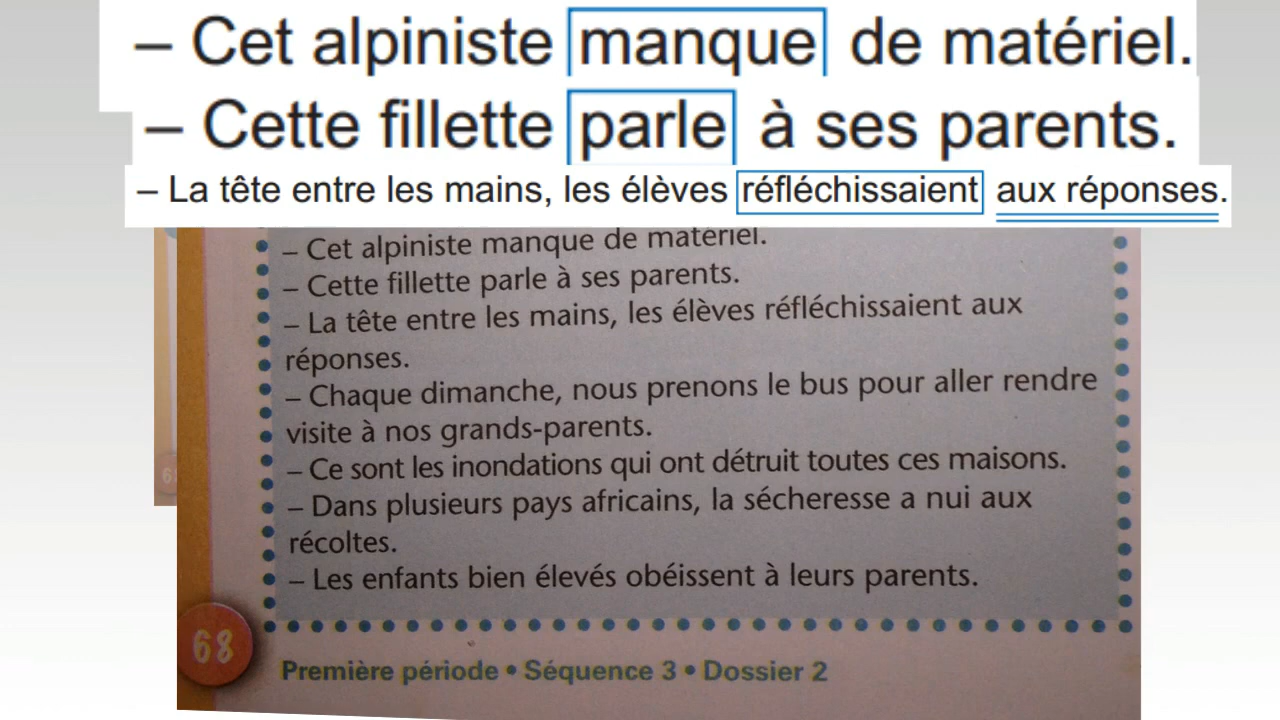 – Cet alpiniste manque de matériel.
– Cette fillette parle à ses parents.
– La tête entre les mains, les élèves réfléchissaient aux réponses.
– Cet alpiniste manque de matériel.
– Cette fillette parle à ses parents.
– La tête entre les mains, les élèves réfléchissaient aux
réponses.
– Chaque dimanche, nous prenons le bus pour aller rendre
visite à nos grands-parents.
– Ce sont les inondations qui ont détruit toutes ces maisons.
– Dans plusieurs pays africains, la sécheresse a nui aux
récoltes.
– Les enfants bien élevés obéissent à leurs parents.
68
Première période • Séquence 3 • Dossier 2